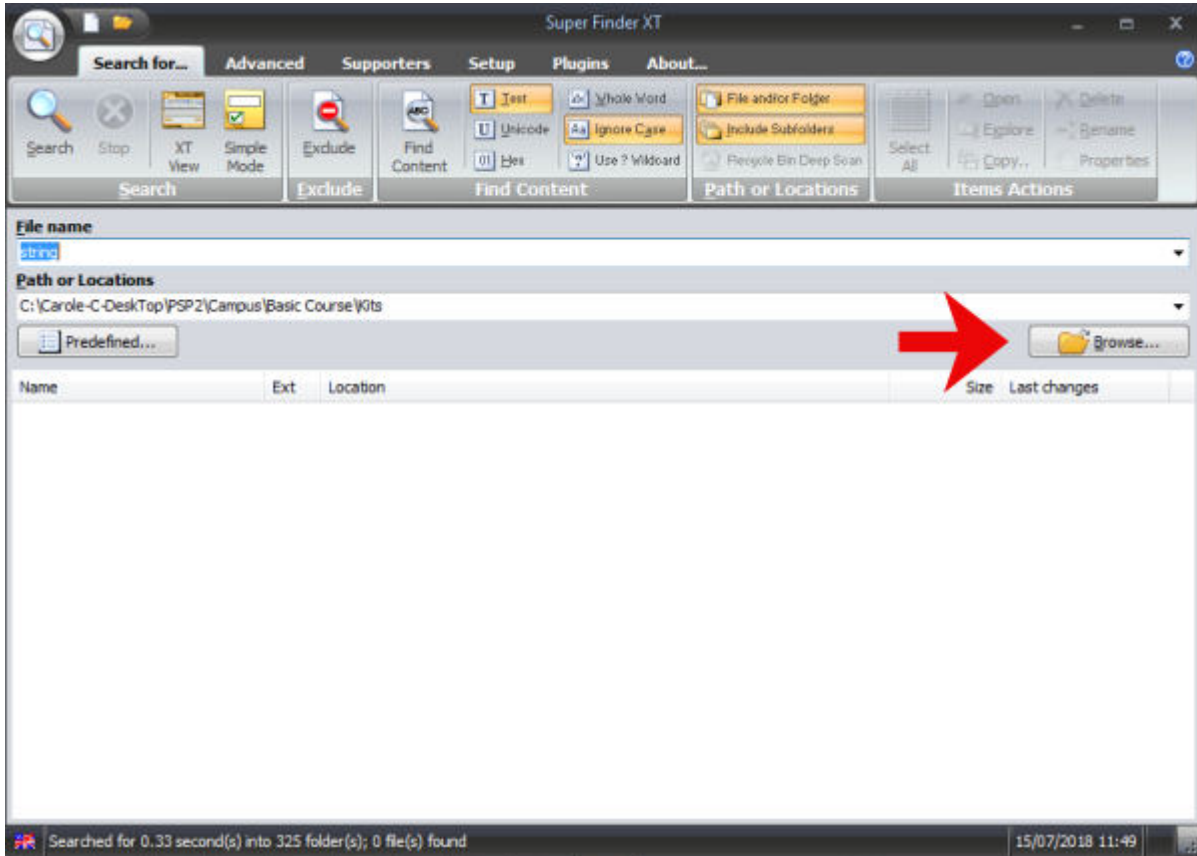 Super Finder XT
Search for... Advanced Supporters Setup Plugins About...
Search
Stop
XT View
Simple Mode
Search
Exclude
Exclude
ABC
Find Content
T Text
U Unicode
01 Hex
Whole Word
Aa Ignore Case
"?" Use ? Wildcard
Find Content
File and/or Folder
Include Subfolders
Recycle Bin Deep Scan
Path or Locations
Select All
Open
Explore
Copy...
Delete
Rename
Properties
Items Actions
File name
string
Path or Locations
C:\Carole-C-DeskTop\PSP2\Campus\Basic Course\Kits
Predefined... Browse...
Name Ext Location Size Last changes
Searched for 0.33 second(s) into 325 folder(s); 0 file(s) found 15/07/2018 11:49